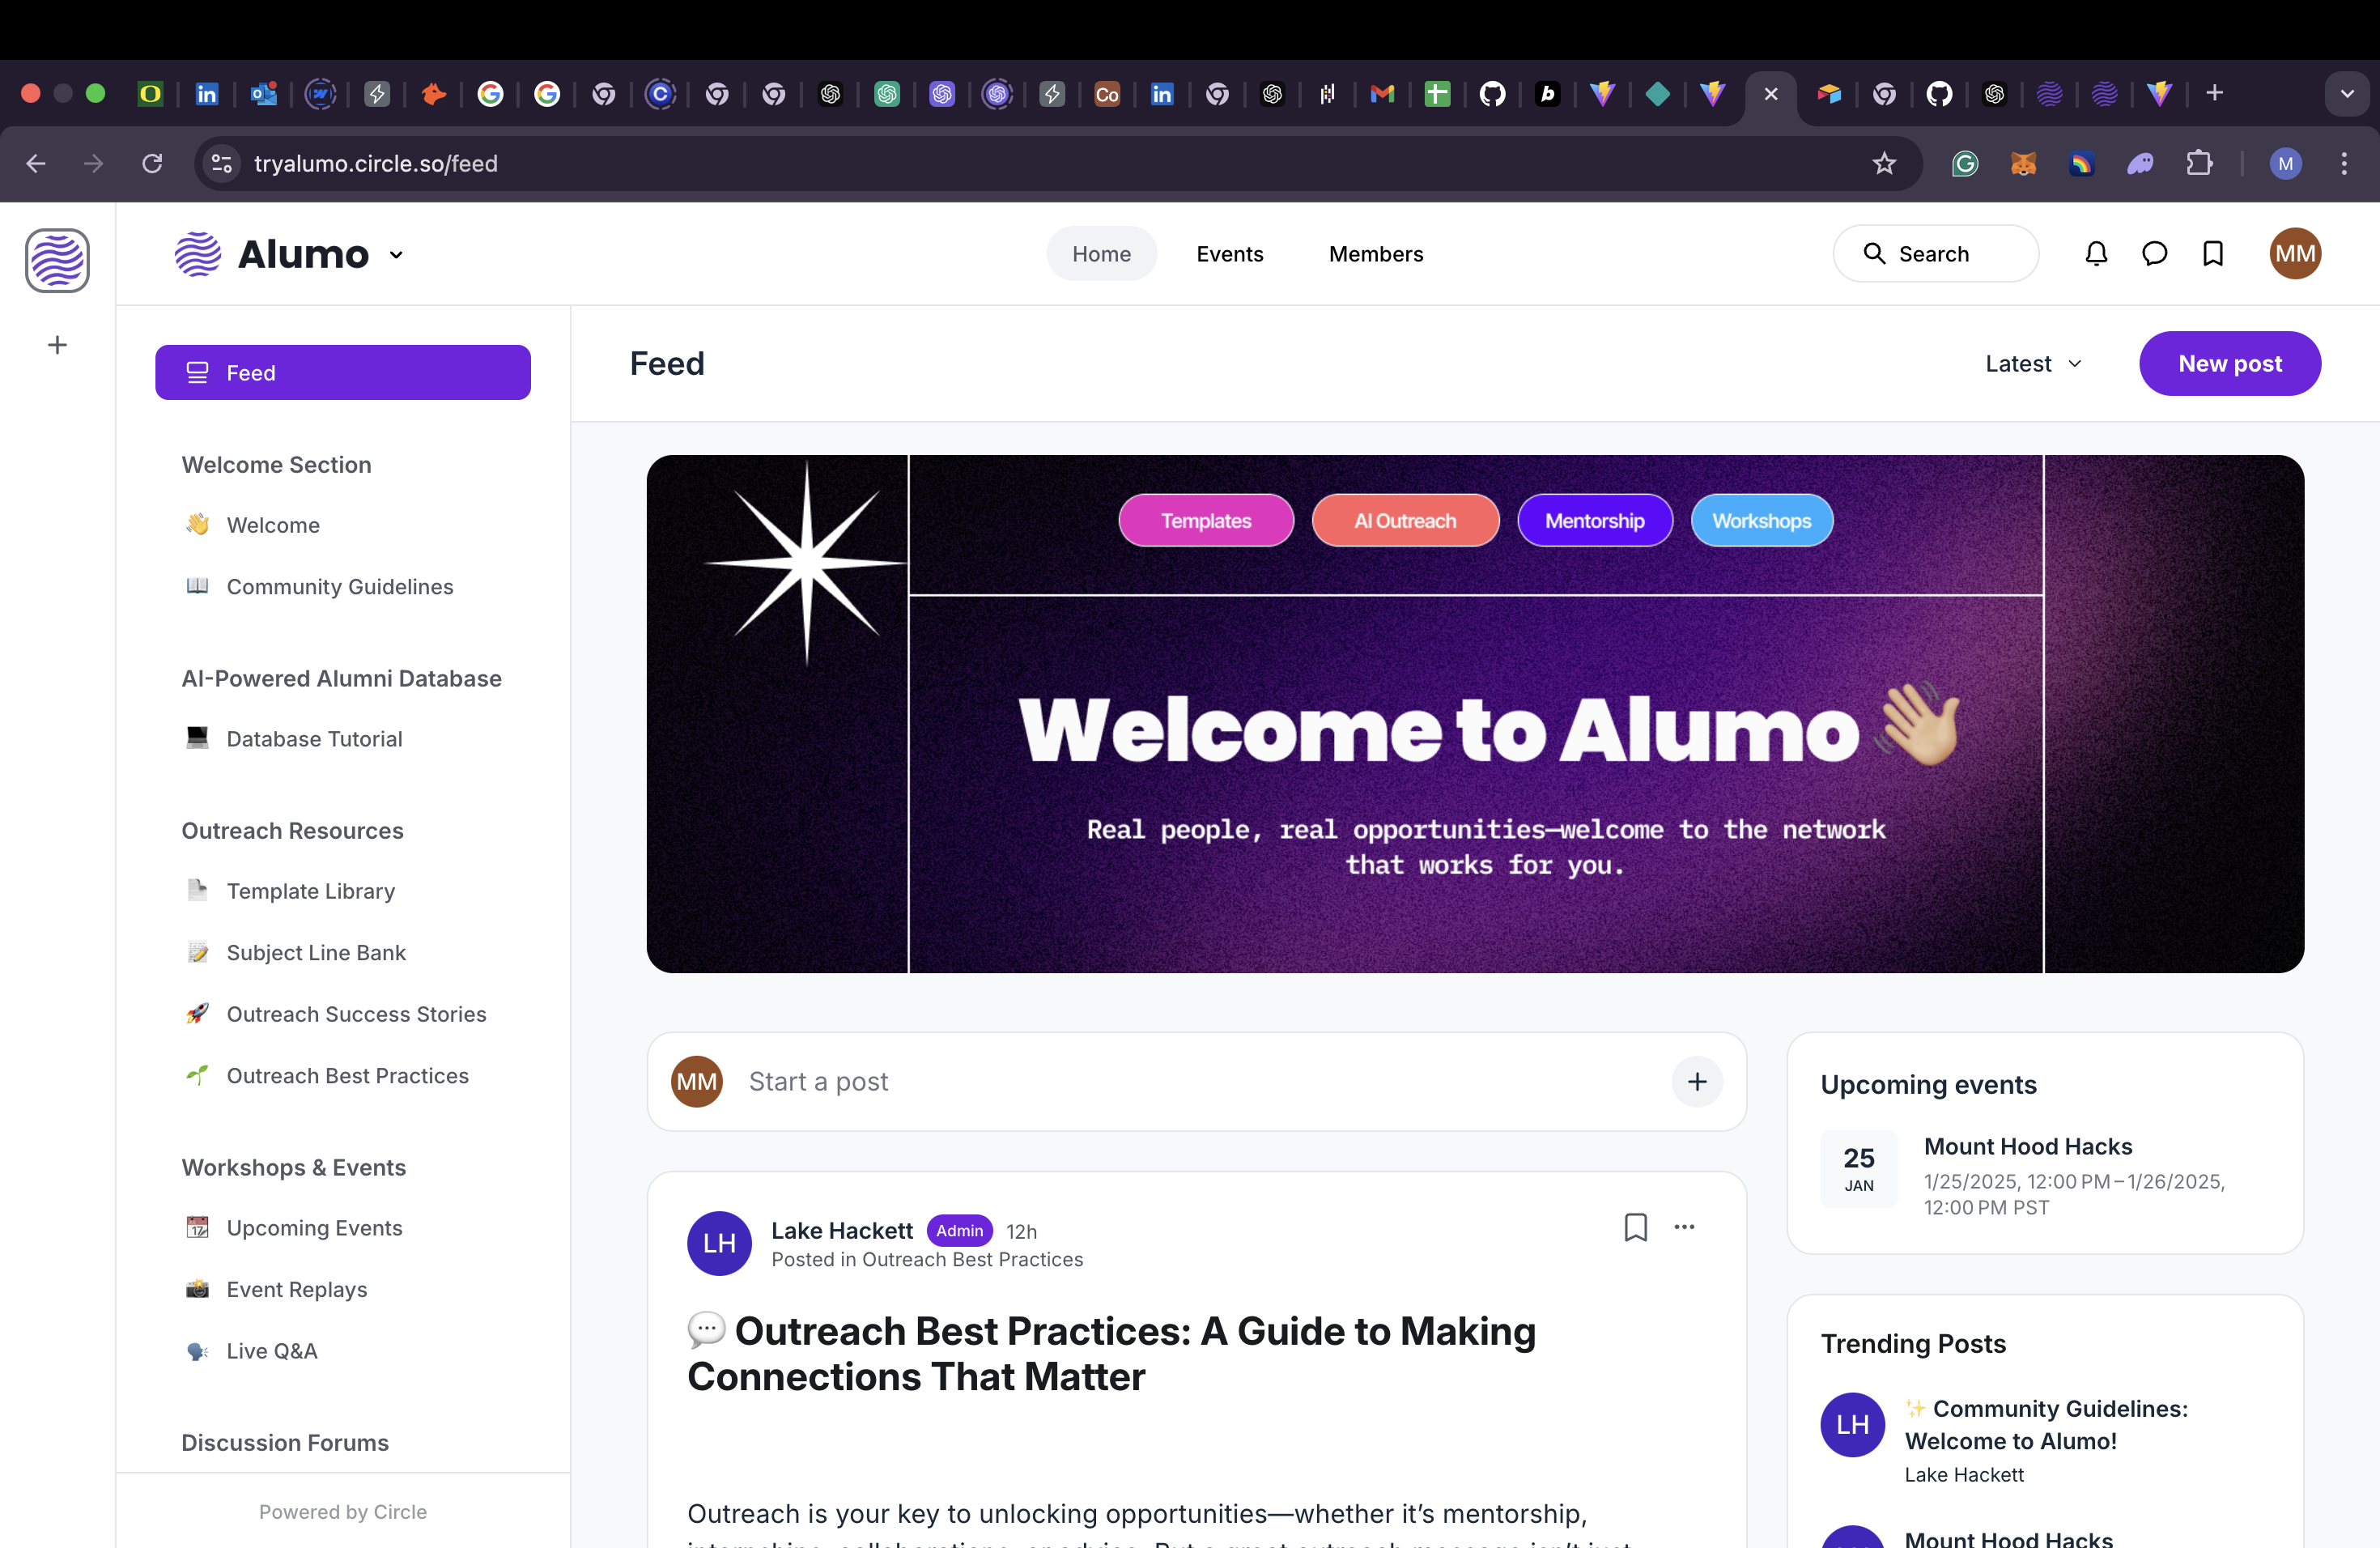 tryalumo.circle.so/feed
M
Alumo
Home
Events
Members
Search
MM
Feed
Welcome Section
Welcome
Community Guidelines
AI-Powered Alumni Database
Database Tutorial
Outreach Resources
Template Library
Subject Line Bank
Outreach Success Stories
Outreach Best Practices
Workshops & Events
Upcoming Events
Event Replays
Live Q&A
Discussion Forums
Powered by Circle
Feed
Latest
New post
Templates
AI Outreach
Mentorship
Workshops
Welcome to Alumo
Real people, real opportunities—welcome to the network
that works for you.
MM
Start a post
LH
Lake Hackett
Admin
12h
Posted in Outreach Best Practices
Outreach Best Practices: A Guide to Making
Connections That Matter
Outreach is your key to unlocking opportunities—whether it’s mentorship,
Upcoming events
25
JAN
Mount Hood Hacks
1/25/2025, 12:00 PM – 1/26/2025,
12:00 PM PST
Trending Posts
LH
Community Guidelines:
Welcome to Alumo!
Lake Hackett
Mount Hood Hacks